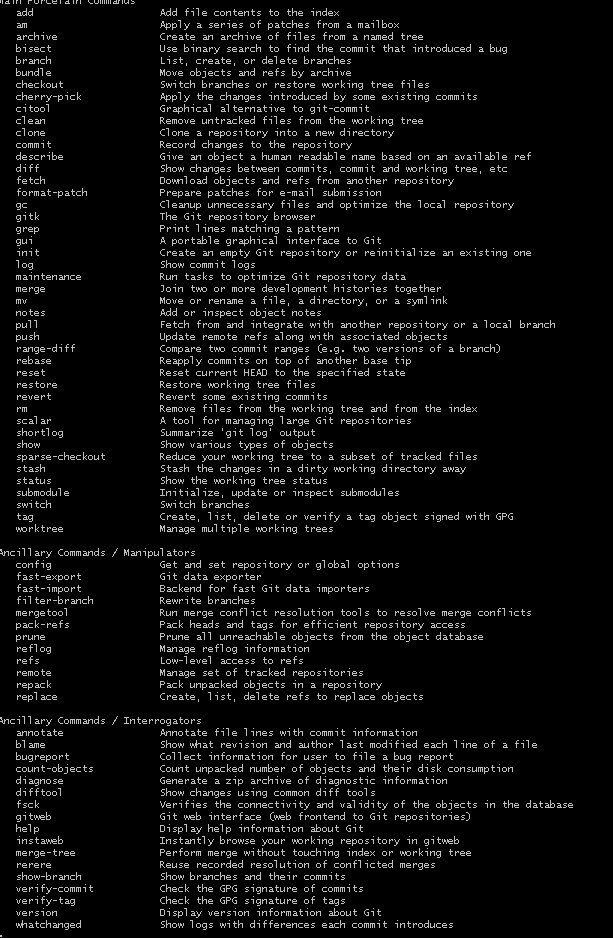 Main Porcelain Commands
add Add file contents to the index
am Apply a series of patches from a mailbox
archive Create an archive of files from a named tree
bisect Use binary search to find the commit that introduced a bug
branch List, create, or delete branches
bundle Move objects and refs by archive
checkout Switch branches or restore working tree files
cherry-pick Apply the changes introduced by some existing commits
citool Graphical alternative to git-commit
clean Remove untracked files from the working tree
clone Clone a repository into a new directory
commit Record changes to the repository
describe Give an object a human readable name based on an available ref
diff Show changes between commits, commit and working tree, etc
fetch Download objects and refs from another repository
format-patch Prepare patches for e-mail submission
gc Cleanup unnecessary files and optimize the local repository
gitk The Git repository browser
grep Print lines matching a pattern
gui A portable graphical interface to Git
init Create an empty Git repository or reinitialize an existing one
log Show commit logs
maintenance Run tasks to optimize Git repository data
merge Join two or more development histories together
mv Move or rename a file, a directory, or a symlink
notes Add or inspect object notes
pull Fetch from and integrate with another repository or a local branch
push Update remote refs along with associated objects
range-diff Compare two commit ranges (e.g. two versions of a branch)
rebase Reapply commits on top of another base tip
reset Reset current HEAD to the specified state
restore Restore working tree files
revert Revert some existing commits
rm Remove files from the working tree and from the index
scalar A tool for managing large Git repositories
shortlog Summarize 'git log' output
show Show various types of objects
sparse-checkout Reduce your working tree to a subset of tracked files
stash Stash the changes in a dirty working directory away
status Show the working tree status
submodule Initialize, update or inspect submodules
switch Switch branches
tag Create, list, delete or verify a tag object signed with GPG
worktree Manage multiple working trees

Ancillary Commands / Manipulators
config Get and set repository or global options
fast-export Git data exporter
fast-import Backend for fast Git data importers
filter-branch Rewrite branches
mergetool Run merge conflict resolution tools to resolve merge conflicts
pack-refs Pack heads and tags for efficient repository access
prune Prune all unreachable objects from the object database
reflog Manage reflog information
refs Low-level access to refs
remote Manage set of tracked repositories
repack Pack unpacked objects in a repository
replace Create, list, delete refs to replace objects

Ancillary Commands / Interrogators
annotate Annotate file lines with commit information
blame Show what revision and author last modified each line of a file
bugreport Collect information for user to file a bug report
count-objects Count unpacked number of objects and their disk consumption
diagnose Generate a zip archive of diagnostic information
difftool Show changes using common diff tools
fsck Verifies the connectivity and validity of the objects in the database
gitweb Git web interface (web frontend to Git repositories)
help Display help information about Git
instaweb Instantly browse your working repository in gitweb
merge-tree Perform merge without touching index or working tree
rerere Reuse recorded resolution of conflicted merges
show-branch Show branches and their commits
verify-commit Check the GPG signature of commits
verify-tag Check the GPG signature of tags
version Display version information about Git
whatchanged Show logs with differences each commit introduces